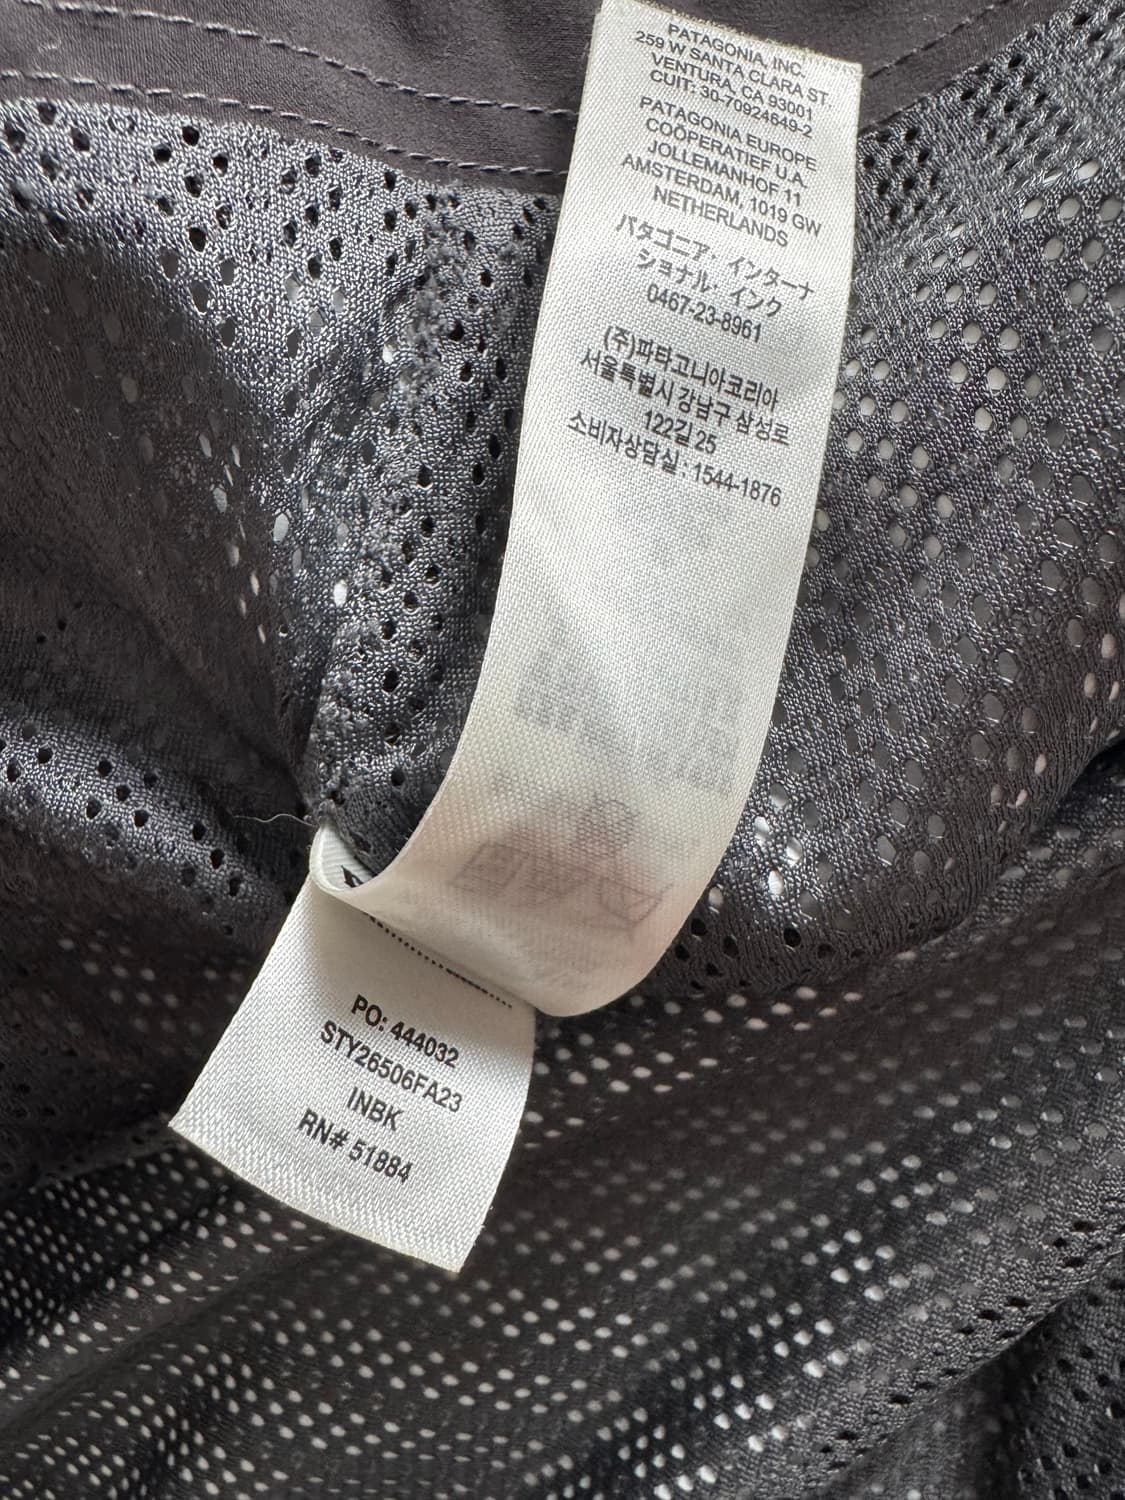 PATAGONIA, INC.
259 W SANTA CLARA ST.
VENTURA, CA 93001
CUIT: 30-70924649-2
PATAGONIA EUROPE
COÖPERATIEF U.A.
JOLLEMANHOF 11
AMSTERDAM, 1019 GW
NETHERLANDS
パタゴニア・インターナ
ショナル・インク
0467-23-8961
(주)파타고니아코리아
서울특별시 강남구 삼성로
122길 25
소비자상담실 : 1544-1876
PO: 444032
STY26506FA23
INBK
RN# 51884